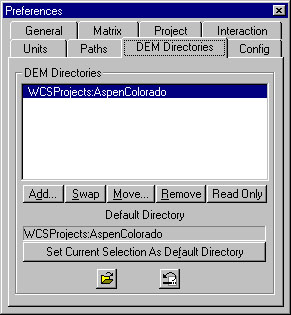 Preferences
General Matrix Project Interaction
Units Paths DEM Directories Config
DEM Directories
WCSProjects:AspenColorado
Add... Swap Move... Remove Read Only
Default Directory
WCSProjects:AspenColorado
Set Current Selection As Default Directory